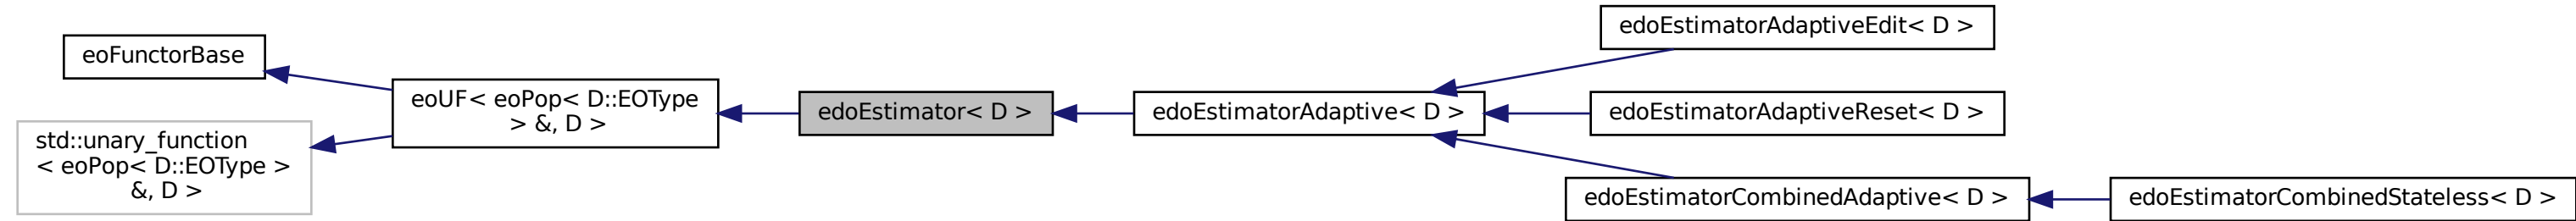 eoFunctorBase
std::unary_function
< eoPop< D::EOType >
&, D >
eoUF< eoPop< D::EOType
> &, D >
edoEstimator< D >
edoEstimatorAdaptive< D >
edoEstimatorAdaptiveEdit< D >
edoEstimatorAdaptiveReset< D >
edoEstimatorCombinedAdaptive< D >
edoEstimatorCombinedStateless< D >